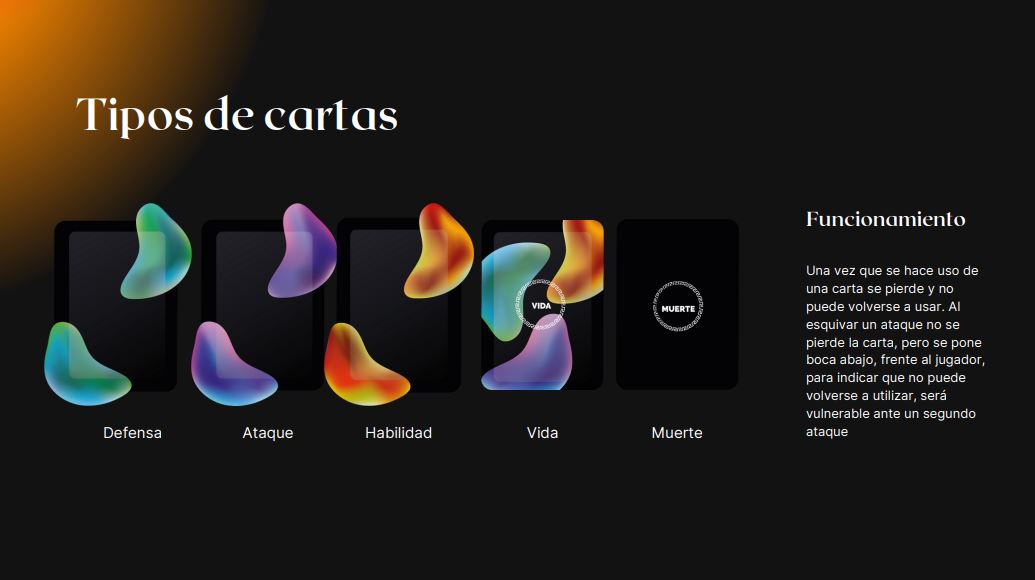 Tipos de cartas
VIDA
MUERTE
Defensa
Ataque
Habilidad
Vida
Muerte
Funcionamiento
Una vez que se hace uso de
una carta se pierde y no
puede volverse a usar. Al
esquivar un ataque no se
pierde la carta, pero se pone
boca abajo, frente al jugador,
para indicar que no puede
volverse a utilizar, será
vulnerable ante un segundo
ataque